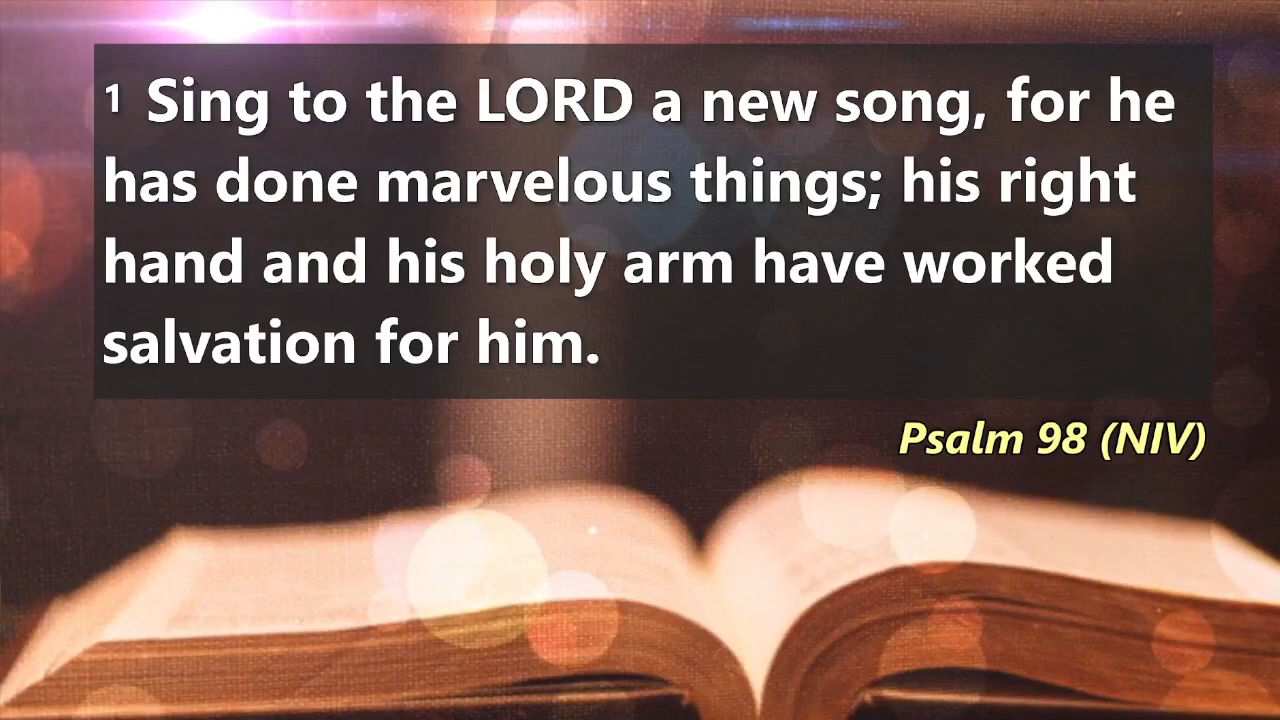 1 Sing to the LORD a new song, for he
has done marvelous things; his right
hand and his holy arm have worked
salvation for him.
Psalm 98 (NIV)